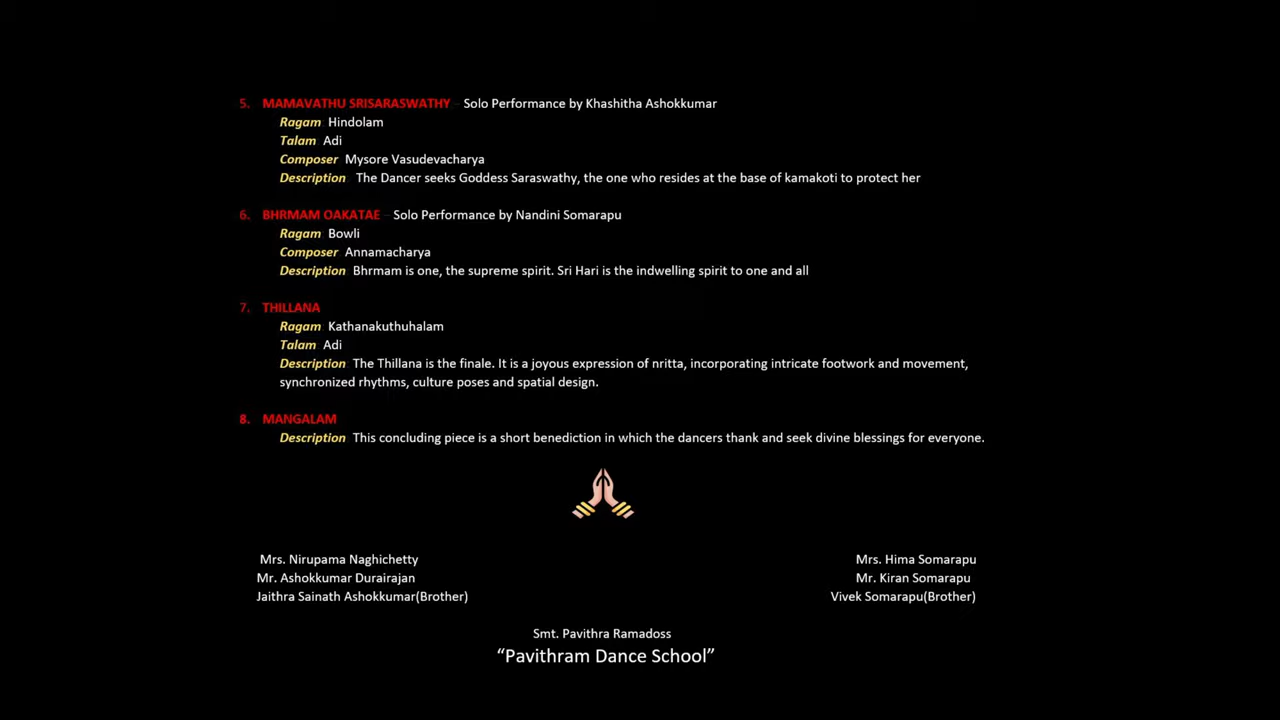 5. MAMAVATHU SRISARASWATHY – Solo Performance by Khashitha Ashokkumar
Ragam Hindolam
Talam Adi
Composer Mysore Vasudevacharya
Description The Dancer seeks Goddess Saraswathy, the one who resides at the base of kamakoti to protect her
6. BHRMAM OAKATAE – Solo Performance by Nandini Somarapu
Ragam Bowli
Composer Annamacharya
Description Bhrmam is one, the supreme spirit. Sri Hari is the indwelling spirit to one and all
7. THILLANA
Ragam Kathanakuthuhalam
Talam Adi
Description The Thillana is the finale. It is a joyous expression of nritta, incorporating intricate footwork and movement,
synchronized rhythms, culture poses and spatial design.
8. MANGALAM
Description This concluding piece is a short benediction in which the dancers thank and seek divine blessings for everyone.
Mrs. Nirupama Naghichetty Mrs. Hima Somarapu
Mr. Ashokkumar Durairajan Mr. Kiran Somarapu
Jaithra Sainath Ashokkumar(Brother) Vivek Somarapu(Brother)
Smt. Pavithra Ramadoss
“Pavithram Dance School”